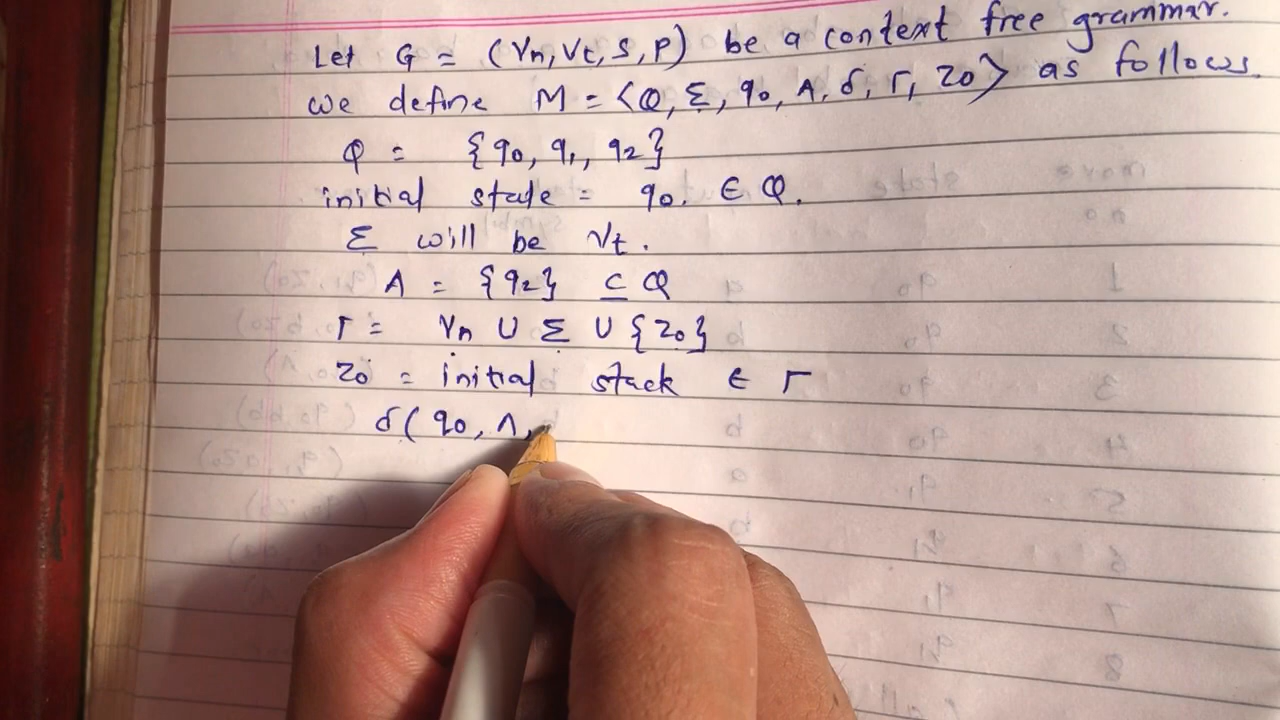 Let G = (Vn, Vt, S, P) be a context free grammar.
we define M = <Q, Σ, q0, A, δ, Γ, Z0> as follows.
Q = {q0, q1, q2}
initial state = q0. ∈ Q.
Σ will be Vt.
A = {q2} ⊆ Q
Γ = Vn ∪ Σ ∪ {Z0}
Z0 = initial stack ∈ Γ
δ(q0, Λ,